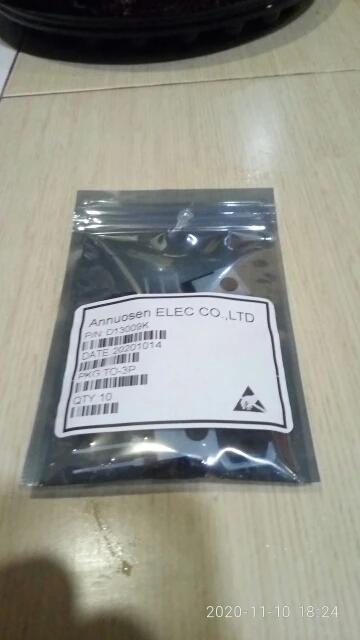 Annuosen ELEC CO.,LTD
P/N: D13009K
DATE 20201014
PKG TO-3P
QTY 10
2020-11-10 18:24